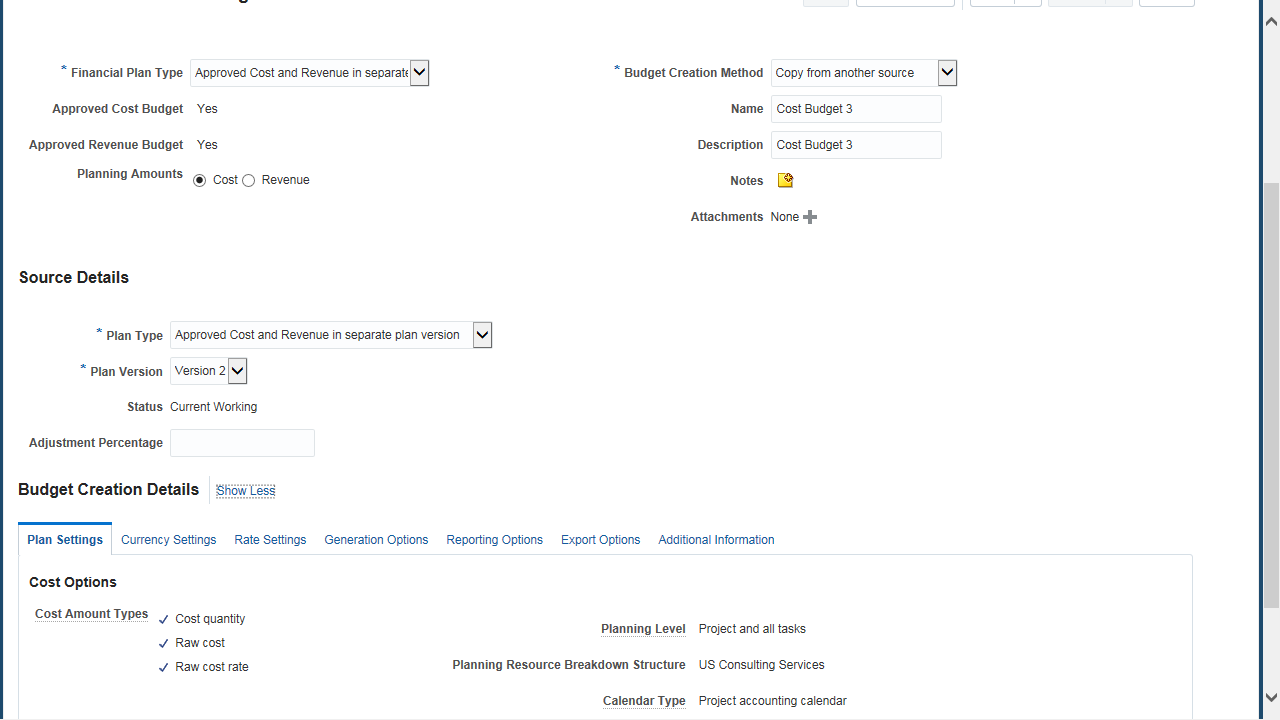 * Financial Plan Type Approved Cost and Revenue in separate
Approved Cost Budget Yes
Approved Revenue Budget Yes
Planning Amounts Cost Revenue
* Budget Creation Method Copy from another source
Name Cost Budget 3
Description Cost Budget 3
Notes
Attachments None
Source Details
* Plan Type Approved Cost and Revenue in separate plan version
* Plan Version Version 2
Status Current Working
Adjustment Percentage
Budget Creation Details Show Less
Plan Settings Currency Settings Rate Settings Generation Options Reporting Options Export Options Additional Information
Cost Options
Cost Amount Types Cost quantity
Raw cost
Raw cost rate
Planning Level Project and all tasks
Planning Resource Breakdown Structure US Consulting Services
Calendar Type Project accounting calendar